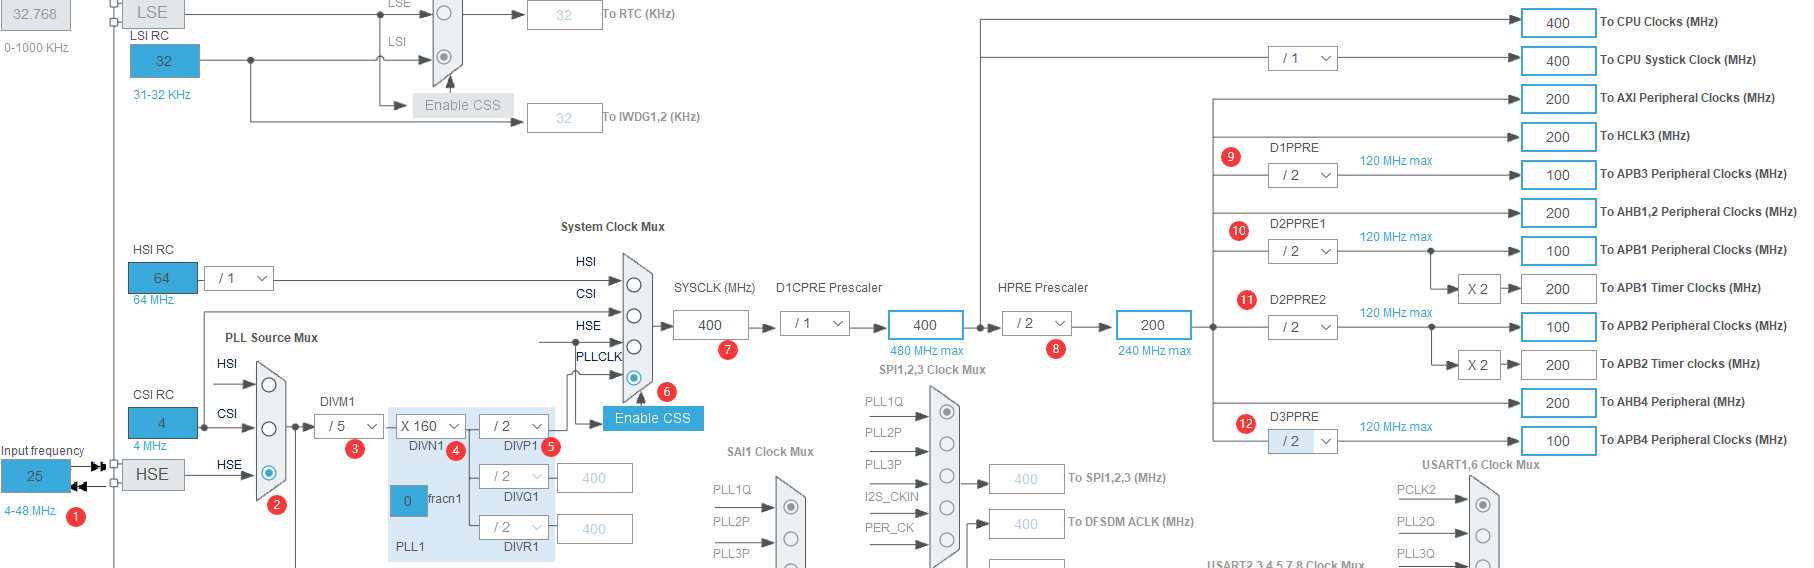 32.768
0-1000 KHz
LSE
LSE
32
To RTC (KHz)
LSI RC
32
31-32 KHz
LSI
Enable CSS
32
To IWDG1,2 (KHz)
400
To CPU Clocks (MHz)
/ 1
400
To CPU Systick Clock (MHz)
200
To AXI Peripheral Clocks (MHz)
200
To HCLK3 (MHz)
9
D1PPRE
/ 2
120 MHz max
100
To APB3 Peripheral Clocks (MHz)
200
To AHB1,2 Peripheral Clocks (MHz)
10
D2PPRE1
/ 2
120 MHz max
100
To APB1 Peripheral Clocks (MHz)
X 2
200
To APB1 Timer Clocks (MHz)
11
D2PPRE2
/ 2
120 MHz max
100
To APB2 Peripheral Clocks (MHz)
X 2
200
To APB2 Timer clocks (MHz)
200
To AHB4 Peripheral (MHz)
12
D3PPRE
/ 2
120 MHz max
100
To APB4 Peripheral Clocks (MHz)
System Clock Mux
HSI RC
64
64 MHz
/ 1
HSI
CSI
HSE
PLLCLK
6
Enable CSS
SYSCLK (MHz)
400
7
D1CPRE Prescaler
/ 1
400
480 MHz max
HPRE Prescaler
/ 2
8
200
240 MHz max
PLL Source Mux
HSI
CSI
HSE
2
CSI RC
4
4 MHz
Input frequency
25
4-48 MHz
1
HSE
DIVM1
/ 5
3
X 160
DIVN1
4
/ 2
DIVP1
5
/ 2
DIVQ1
400
0
fracn1
/ 2
DIVR1
400
PLL1
SAI1 Clock Mux
PLL1Q
PLL2P
PLL3P
SPI1,2,3 Clock Mux
PLL1Q
PLL2P
PLL3P
I2S_CKIN
PER_CK
400
To SPI1,2,3 (MHz)
400
To DFSDM ACLK (MHz)
USART1,6 Clock Mux
PCLK2
PLL2Q
PLL3Q
USART2,3,4,5,7,8 Clock Mux